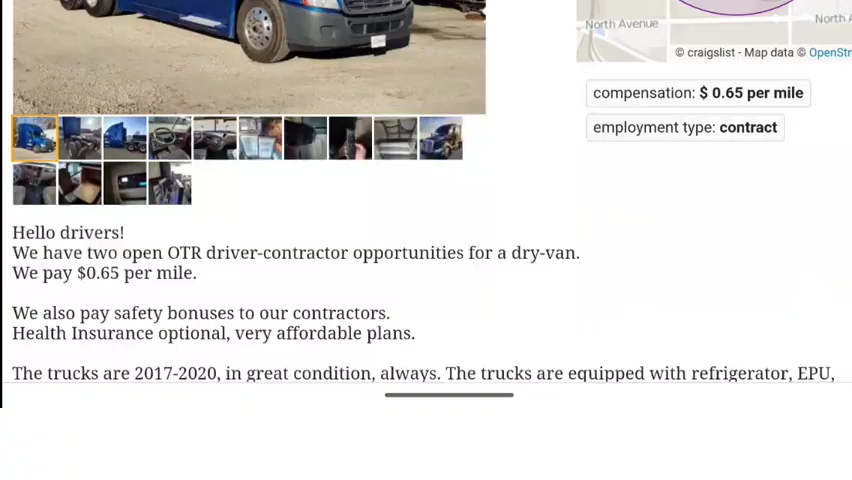 North Avenue
North A
© craigslist - Map data © OpenStr
compensation: $ 0.65 per mile
employment type: contract
Hello drivers!
We have two open OTR driver-contractor opportunities for a dry-van.
We pay $0.65 per mile.
We also pay safety bonuses to our contractors.
Health Insurance optional, very affordable plans.
The trucks are 2017-2020, in great condition, always. The trucks are equipped with refrigerator, EPU,